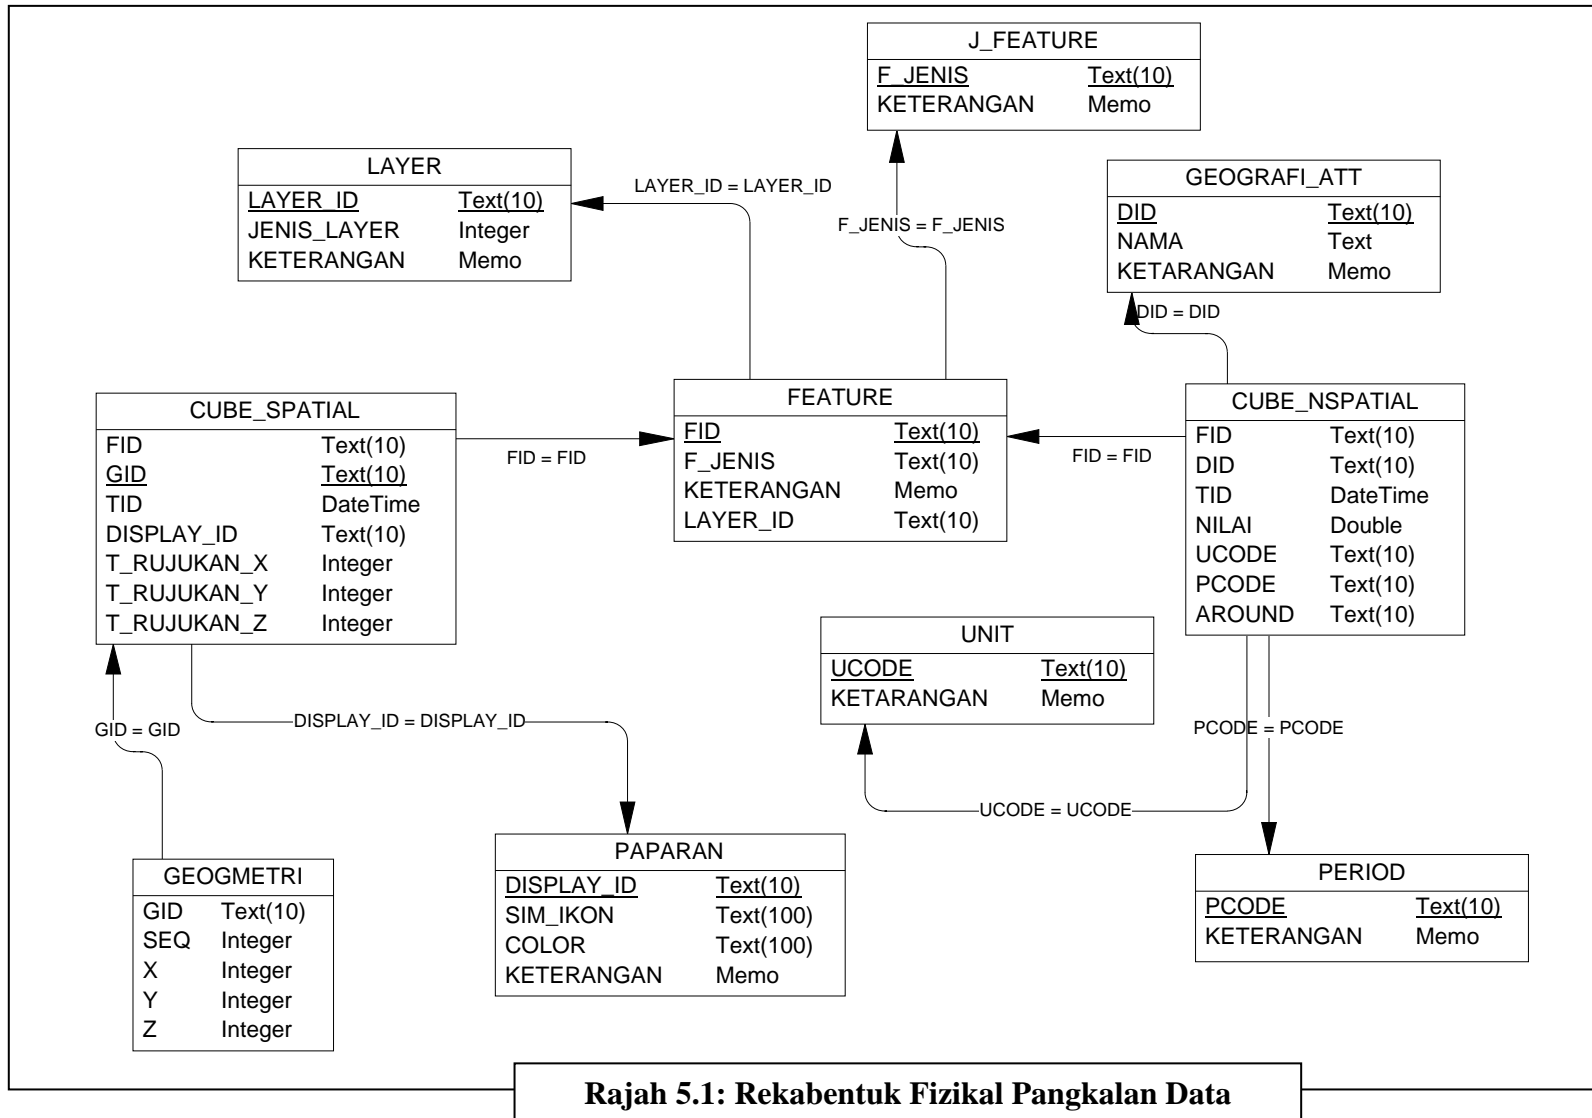 J_FEATURE
F_JENIS Text(10)
KETERANGAN Memo
LAYER
LAYER_ID Text(10)
JENIS_LAYER Integer
KETERANGAN Memo
LAYER_ID = LAYER_ID
F_JENIS = F_JENIS
GEOGRAFI_ATT
DID Text(10)
NAMA Text
KETARANGAN Memo
DID = DID
CUBE_SPATIAL
FID Text(10)
GID Text(10)
TID DateTime
DISPLAY_ID Text(10)
T_RUJUKAN_X Integer
T_RUJUKAN_Y Integer
T_RUJUKAN_Z Integer
FID = FID
FEATURE
FID Text(10)
F_JENIS Text(10)
KETERANGAN Memo
LAYER_ID Text(10)
FID = FID
CUBE_NSPATIAL
FID Text(10)
DID Text(10)
TID DateTime
NILAI Double
UCODE Text(10)
PCODE Text(10)
AROUND Text(10)
UNIT
UCODE Text(10)
KETARANGAN Memo
GID = GID
DISPLAY_ID = DISPLAY_ID
PCODE = PCODE
UCODE = UCODE
GEOGMETRI
GID Text(10)
SEQ Integer
X Integer
Y Integer
Z Integer
PAPARAN
DISPLAY_ID Text(10)
SIM_IKON Text(100)
COLOR Text(100)
KETERANGAN Memo
PERIOD
PCODE Text(10)
KETERANGAN Memo
Rajah 5.1: Rekabentuk Fizikal Pangkalan Data